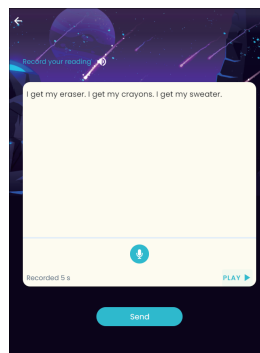 Record your reading
I get my eraser. I get my crayons. I get my sweater.
Recorded 5 s
PLAY
Send